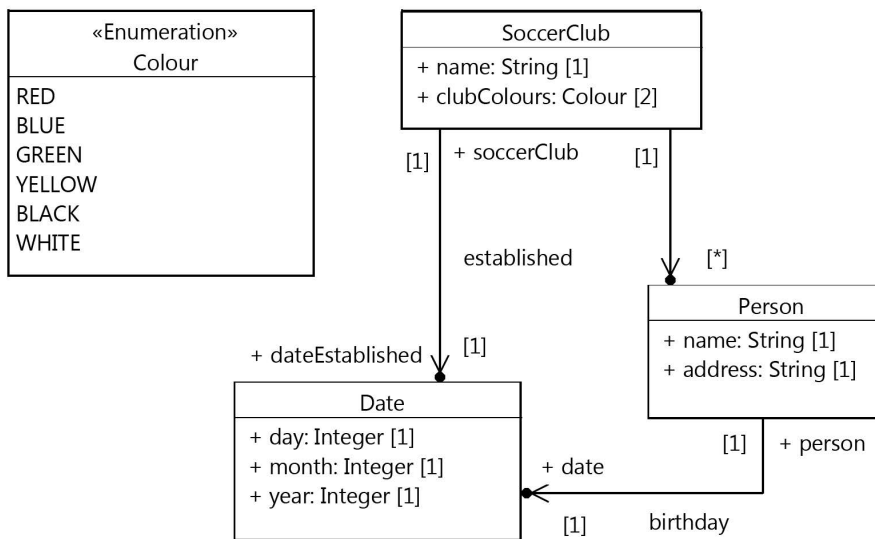 «Enumeration»
Colour
RED
BLUE
GREEN
YELLOW
BLACK
WHITE
SoccerClub
+ name: String [1]
+ clubColours: Colour [2]
[1]
+ soccerClub
[1]
established
[*]
+ dateEstablished
[1]
Person
+ name: String [1]
+ address: String [1]
Date
+ day: Integer [1]
+ month: Integer [1]
+ year: Integer [1]
[1]
+ person
+ date
[1]
birthday